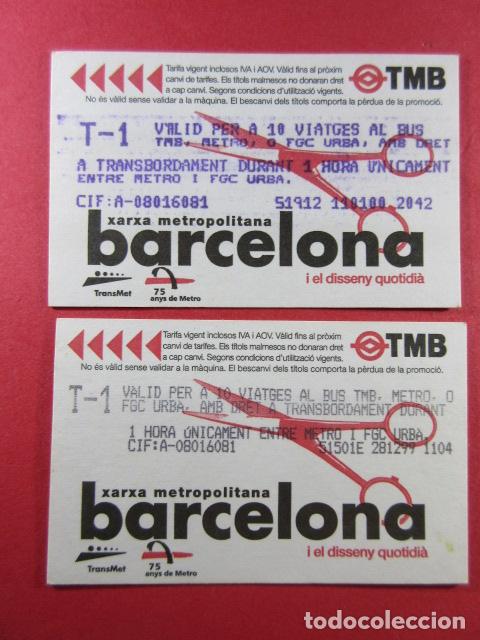 Tarifa vigent inclosos IVA i AOV. Vàlid fins al pròxim
canvi de tarifes. Els títols malmesos no donaran dret
a cap canvi. Segons condicions d'utilització vigents.
No és vàlid sense validar a la màquina. El bescanvi dels títols comporta la pèrdua de la promoció.
TMB
T-1 VÀLID PER A 10 VIATGES AL BUS
TMB, METRO, O FGC URBA, AMB DRET
A TRANSBORDAMENT DURANT 1 HORA ÚNICAMENT
ENTRE METRO I FGC URBA.
CIF:A-08016081 51912 110100 2042
xarxa metropolitana
barcelona
i el disseny quotidià
TransMet
75
anys de Metro
Tarifa vigent inclosos IVA i AOV. Vàlid fins al pròxim
canvi de tarifes. Els títols malmesos no donaran dret
a cap canvi. Segons condicions d'utilització vigents.
No és vàlid sense validar a la màquina. El bescanvi dels títols comporta la pèrdua de la promoció.
TMB
T-1 VÀLID PER A 10 VIATGES AL BUS TMB, METRO, O
FGC URBA, AMB DRET A TRANSBORDAMENT DURANT
1 HORA ÚNICAMENT ENTRE METRO I FGC URBÀ.
CIF:A-08016081 51501E 281299 1104
xarxa metropolitana
barcelona
i el disseny quotidià
TransMet
75
anys de Metro
todocoleccion.net